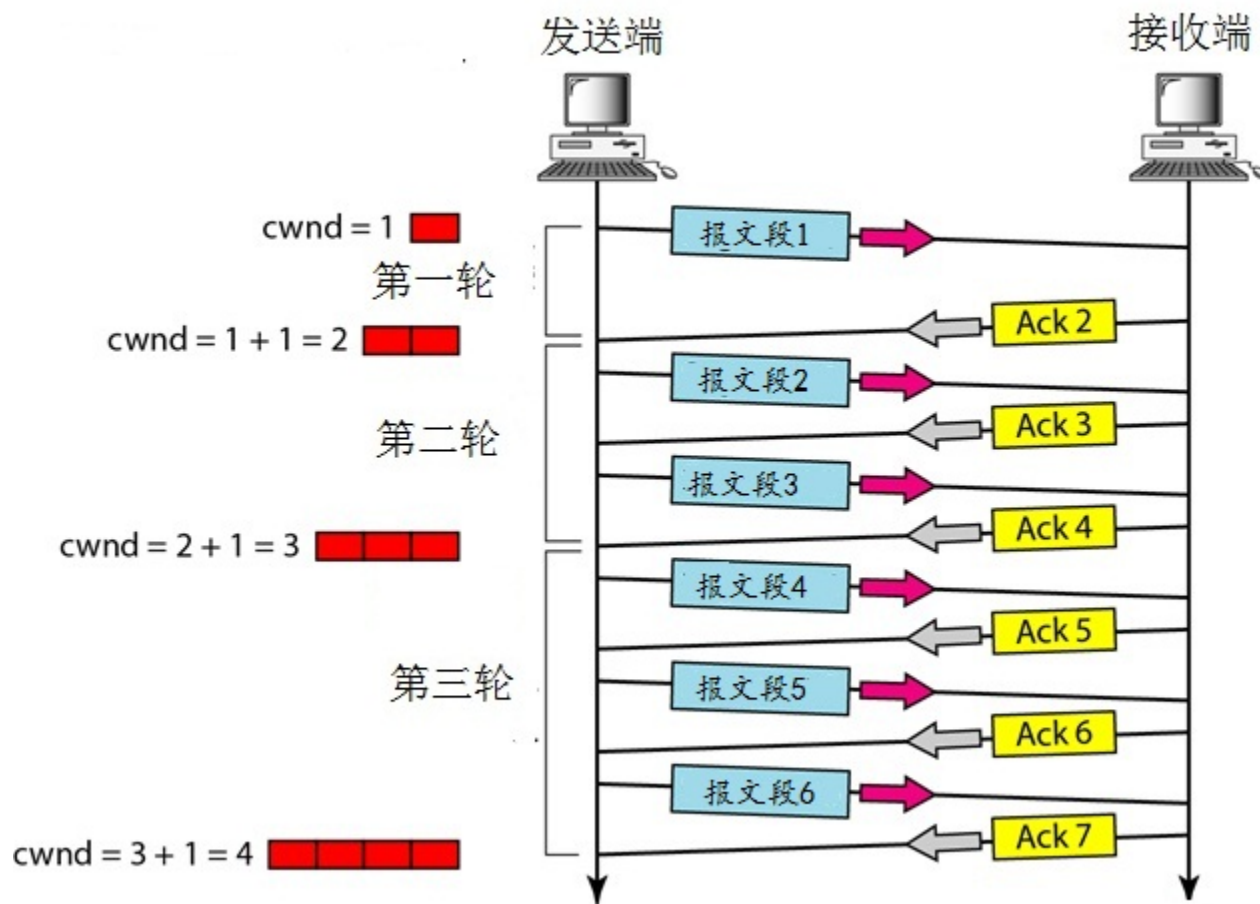 发送端
接收端
cwnd = 1
报文段1
第一轮
Ack 2
cwnd = 1 + 1 = 2
报文段2
第二轮
Ack 3
报文段3
Ack 4
cwnd = 2 + 1 = 3
报文段4
Ack 5
第三轮
报文段5
Ack 6
报文段6
Ack 7
cwnd = 3 + 1 = 4